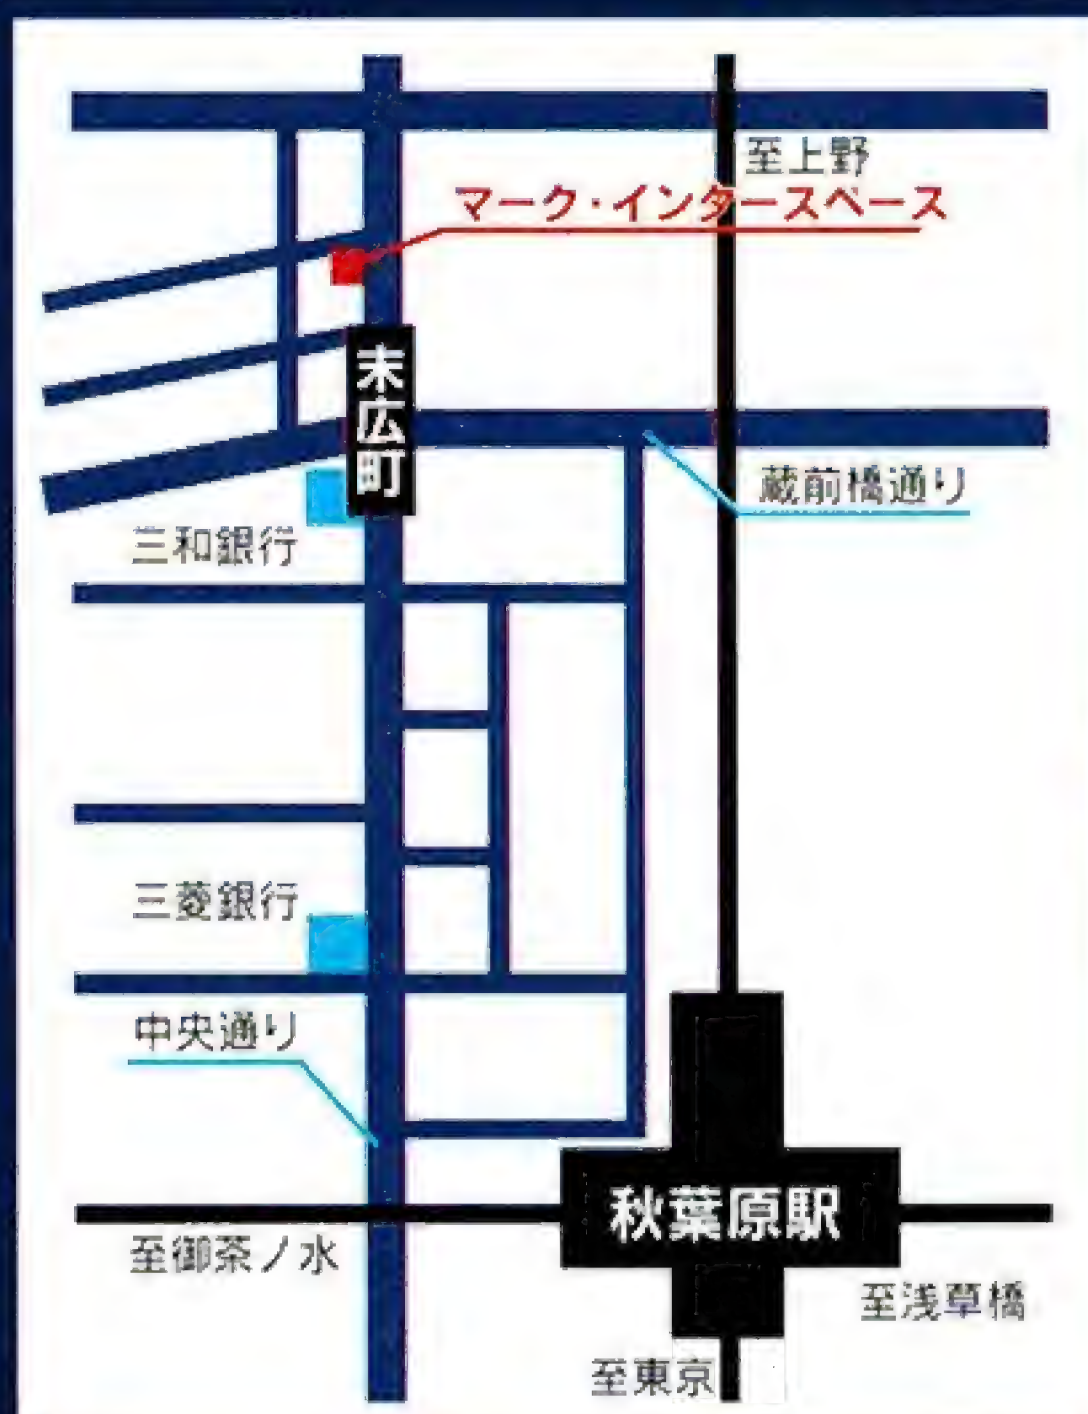 至上野
マーク・インタースペース
末広町
蔵前橋通り
三和銀行
三菱銀行
中央通り
秋葉原駅
至御茶ノ水
至浅草橋
至東京